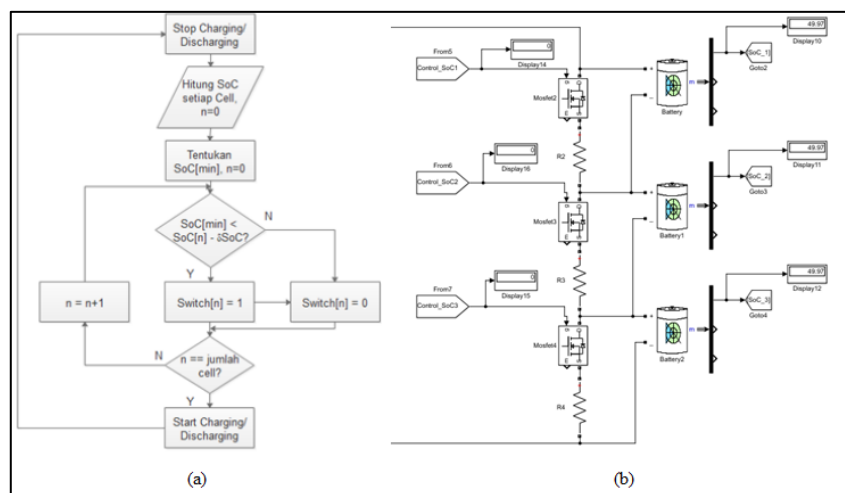 Stop Charging/
Discharging
Hitung SoC
setiap Cell,
n=0
Tentukan
SoC[min], n=0
SoC[min] <
SoC[n] - δSoC?
N
Y
n = n+1
Switch[n] = 1
Switch[n] = 0
N
n == jumlah
cell?
Y
Start Charging/
Discharging
(a)
From5
Control_SoC1
0
Display14
Mosfet2
R2
+
-
Battery
m
49.97
Display10
[SoC_1]
Goto2
From6
Control_SoC2
0
Display16
Mosfet3
R3
+
-
Battery1
m
49.97
Display11
[SoC_2]
Goto3
From7
Control_SoC3
0
Display15
Mosfet4
R4
+
-
Battery2
m
49.97
Display12
[SoC_3]
Goto4
(b)